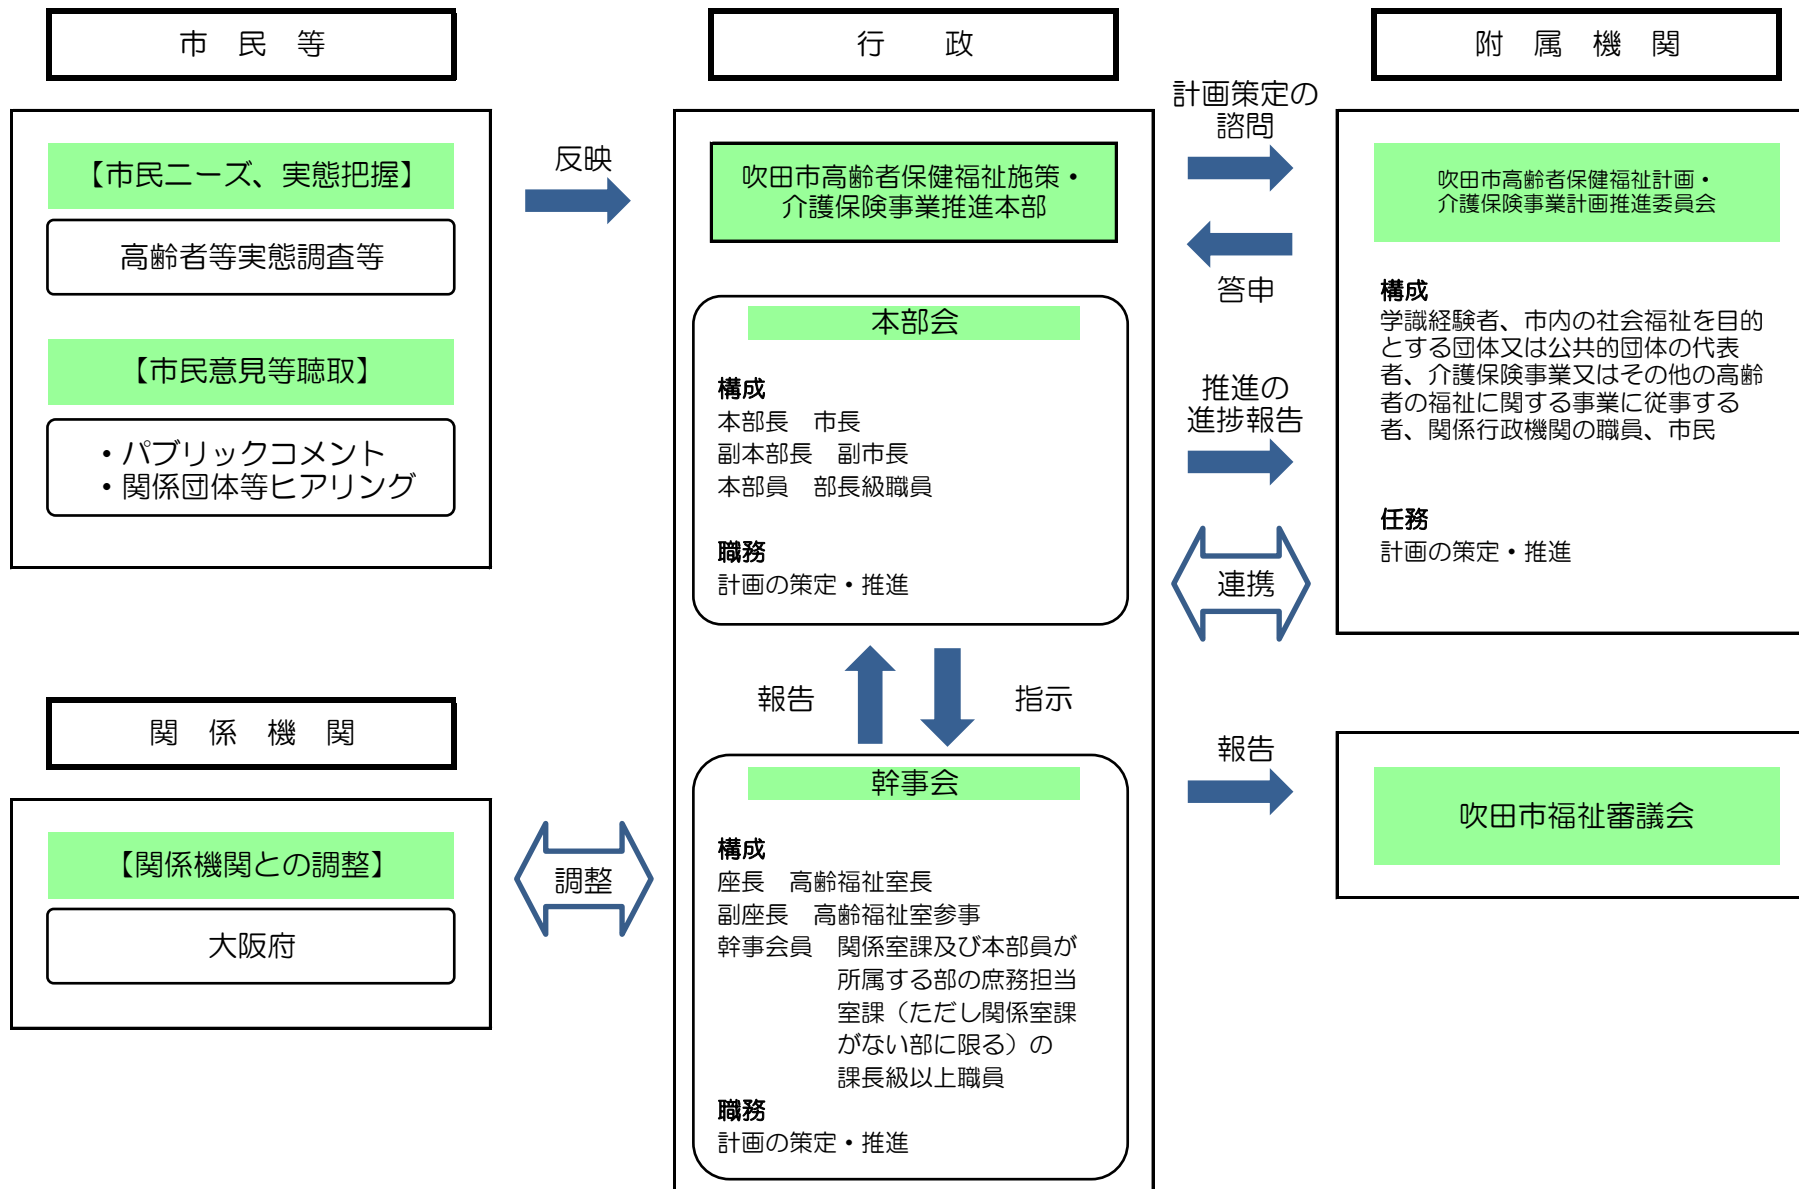 市　民　等
【市民ニーズ、実態把握】
高齢者等実態調査等
【市民意見等聴取】
・パブリックコメント
・関係団体等ヒアリング
反映
関　係　機　関
【関係機関との調整】
大阪府
調整
行　　政
吹田市高齢者保健福祉施策・
介護保険事業推進本部
本部会
構成
本部長　市長
副本部長　副市長
本部員　部長級職員
職務
計画の策定・推進
報告
指示
幹事会
構成
座長　高齢福祉室長
副座長　高齢福祉室参事
幹事会員　関係室課及び本部員が
所属する部の庶務担当
室課（ただし関係室課
がない部に限る）の
課長級以上職員
職務
計画の策定・推進
計画策定の
諮問
答申
推進の
進捗報告
連携
報告
附　属　機　関
吹田市高齢者保健福祉計画・
介護保険事業計画推進委員会
構成
学識経験者、市内の社会福祉を目的
とする団体又は公共的団体の代表
者、介護保険事業又はその他の高齢
者の福祉に関する事業に従事する
者、関係行政機関の職員、市民
任務
計画の策定・推進
吹田市福祉審議会